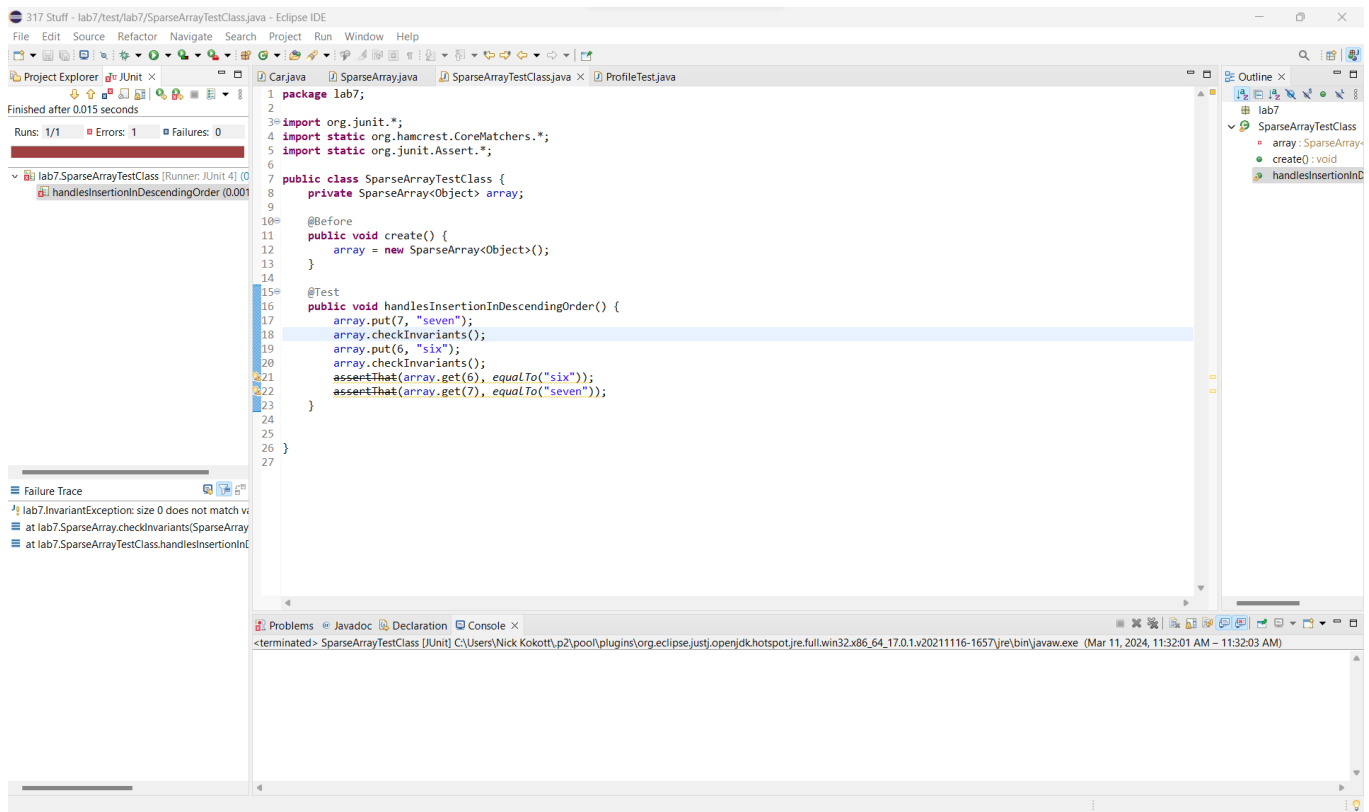 317 Stuff - lab7/test/lab7/SparseArrayTestClass.java - Eclipse IDE
File Edit Source Refactor Navigate Search Project Run Window Help
Project Explorer JUnit
Finished after 0.015 seconds
Runs: 1/1 Errors: 1 Failures: 0
lab7.SparseArrayTestClass [Runner: JUnit 4] (0
handlesInsertionInDescendingOrder (0.001
Failure Trace
lab7.InvariantException: size 0 does not match va
at lab7.SparseArray.checkInvariants(SparseArray
at lab7.SparseArrayTestClass.handlesInsertionInD
Car.java SparseArray.java SparseArrayTestClass.java ProfileTest.java
1 package lab7;
2
3 import org.junit.*;
4 import static org.hamcrest.CoreMatchers.*;
5 import static org.junit.Assert.*;
6
7 public class SparseArrayTestClass {
8 private SparseArray<Object> array;
9
10 @Before
11 public void create() {
12 array = new SparseArray<Object>();
13 }
14
15 @Test
16 public void handlesInsertionInDescendingOrder() {
17 array.put(7, "seven");
18 array.checkInvariants();
19 array.put(6, "six");
20 array.checkInvariants();
21 assertThat(array.get(6), equalTo("six"));
22 assertThat(array.get(7), equalTo("seven"));
23 }
24
25
26 }
27
Outline
lab7
SparseArrayTestClass
array : SparseArray<
create() : void
handlesInsertionInD
Problems Javadoc Declaration Console
<terminated> SparseArrayTestClass [JUnit] C:\Users\Nick Kokott\.p2\pool\plugins\org.eclipse.justj.openjdk.hotspot.jre.full.win32.x86_64_17.0.1.v20211116-1657\jre\bin\javaw.exe (Mar 11, 2024, 11:32:01 AM – 11:32:03 AM)